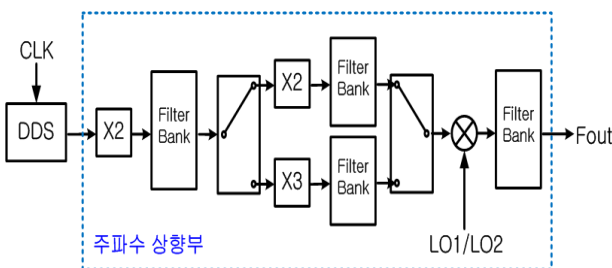 CLK
DDS
X2
Filter
Bank
X2
Filter
Bank
X3
Filter
Bank
LO1/LO2
Filter
Bank
Fout
주파수 상향부